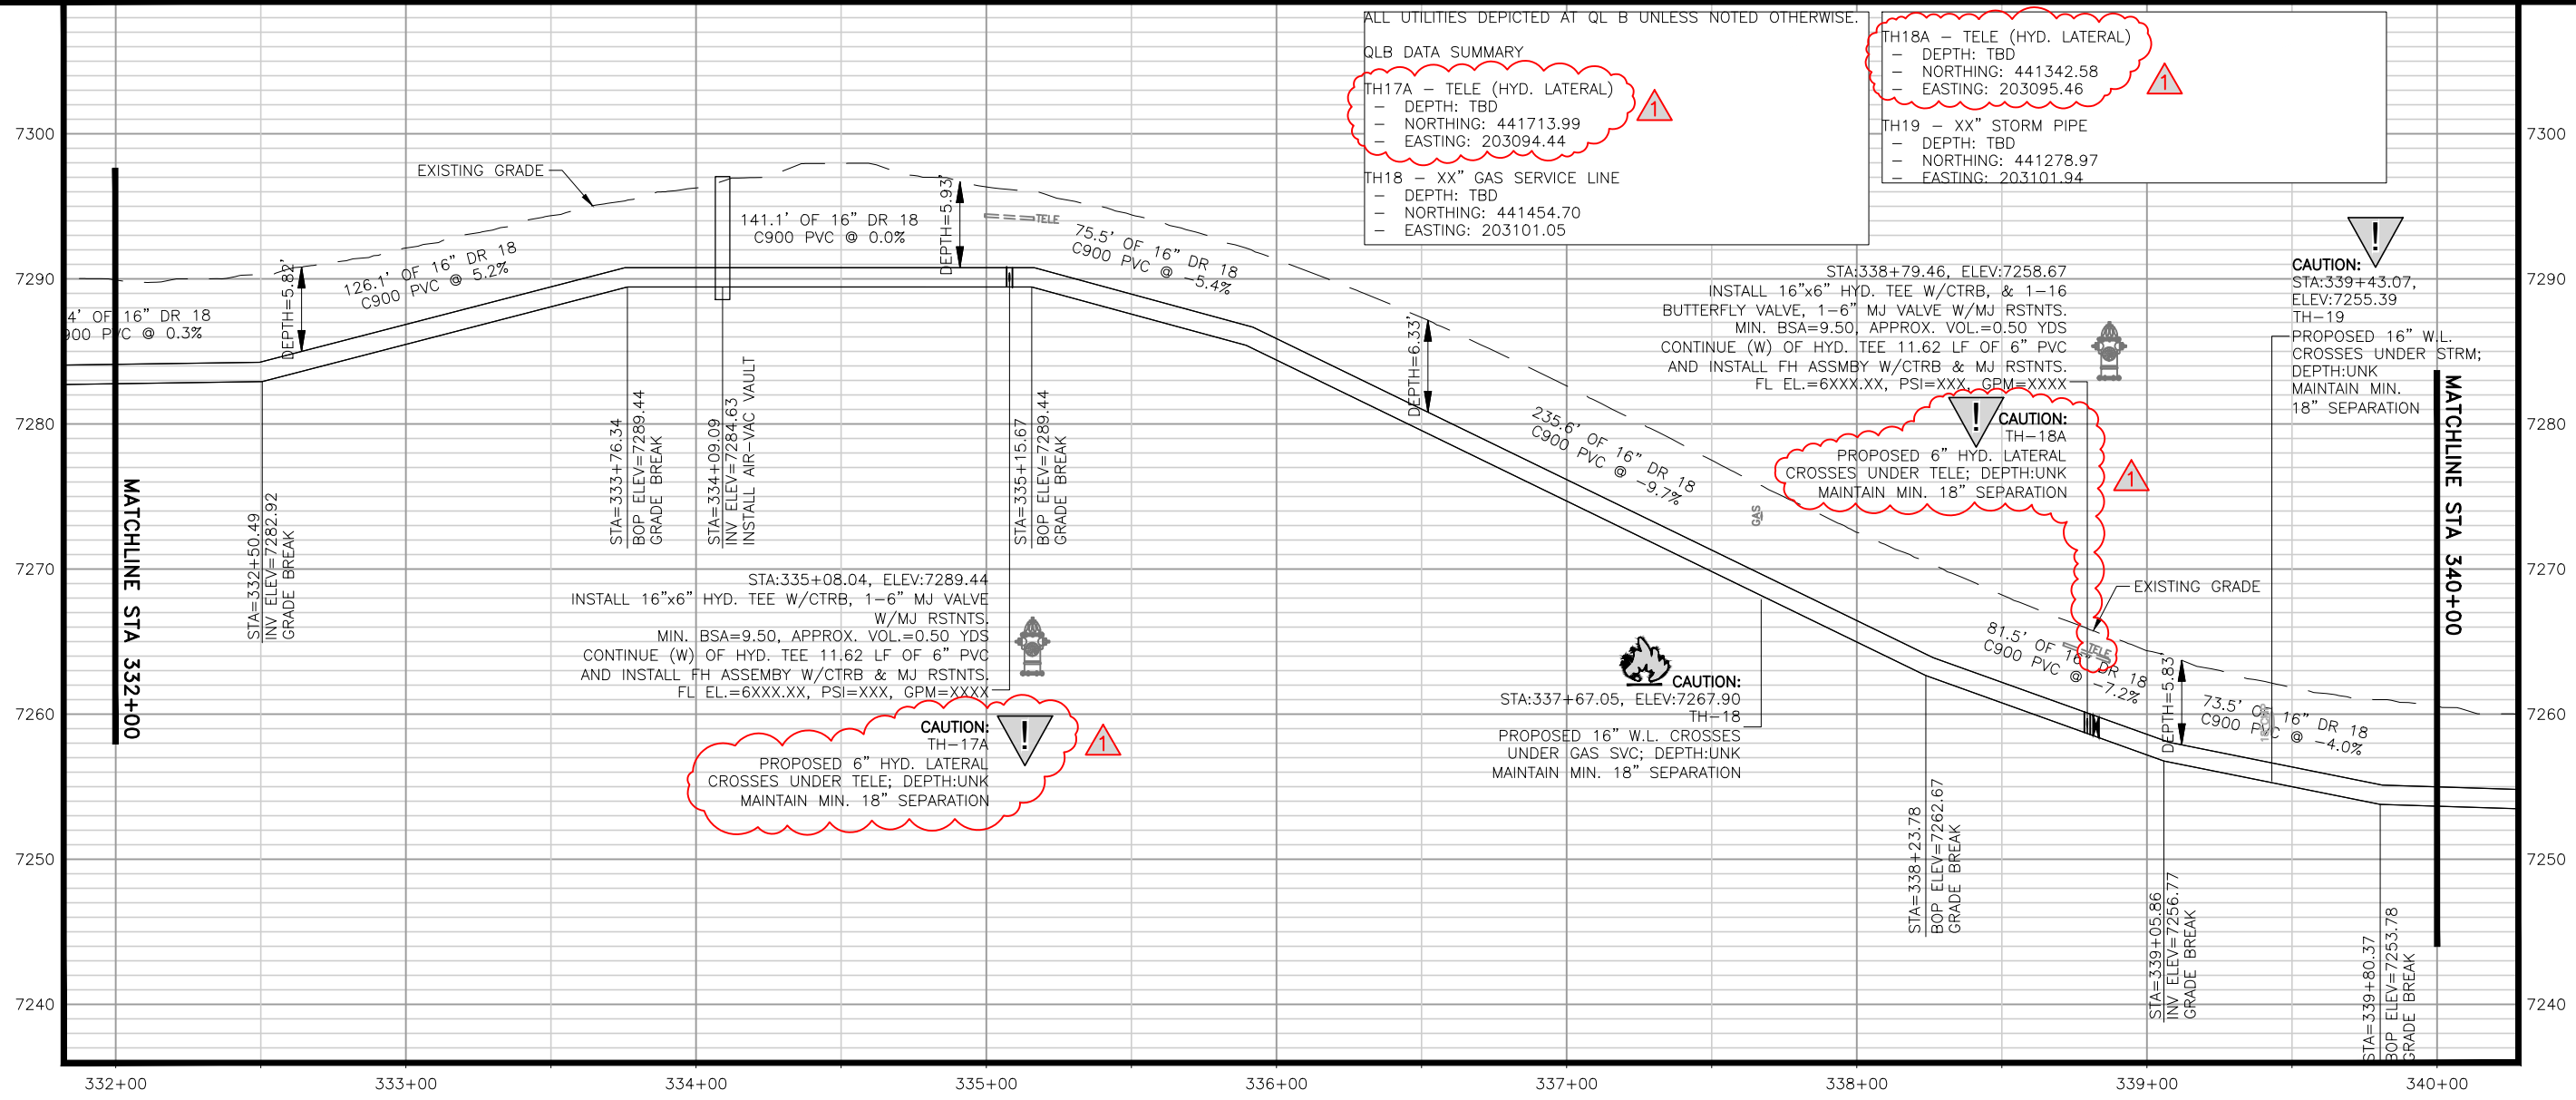 ALL UTILITIES DEPICTED AT QL B UNLESS NOTED OTHERWISE.
QLB DATA SUMMARY
TH17A – TELE (HYD. LATERAL)
– DEPTH: TBD
– NORTHING: 441713.99
– EASTING: 203094.44
TH18 – XX" GAS SERVICE LINE
– DEPTH: TBD
– NORTHING: 441454.70
– EASTING: 203101.05
TH18A – TELE (HYD. LATERAL)
– DEPTH: TBD
– NORTHING: 441342.58
– EASTING: 203095.46
TH19 – XX" STORM PIPE
– DEPTH: TBD
– NORTHING: 441278.97
– EASTING: 203101.94
1
1
7300
7290
7280
7270
7260
7250
7240
7300
7290
7280
7270
7260
7250
7240
MATCHLINE STA 332+00
4' OF 16" DR 18
900 PVC @ 0.3%
EXISTING GRADE
DEPTH=5.82'
126.1' OF 16" DR 18
C900 PVC @ 5.2%
141.1' OF 16" DR 18
C900 PVC @ 0.0%
DEPTH=5.93'
TELE
75.5' OF 16" DR 18
C900 PVC @ -5.4%
DEPTH=6.33'
235.6' OF 16" DR 18
C900 PVC @ -9.7%
GAS
STA=332+50.49
INV ELEV=7282.92
GRADE BREAK
STA=333+76.34
BOP ELEV=7289.44
GRADE BREAK
STA=334+09.09
INV ELEV=7284.63
INSTALL AIR-VAC VAULT
STA=335+15.67
BOP ELEV=7289.44
GRADE BREAK
STA:335+08.04, ELEV:7289.44
INSTALL 16"x6" HYD. TEE W/CTRB, 1-6" MJ VALVE
W/MJ RSTNTS.
MIN. BSA=9.50, APPROX. VOL.=0.50 YDS
CONTINUE (W) OF HYD. TEE 11.62 LF OF 6" PVC
AND INSTALL FH ASSEMBY W/CTRB & MJ RSTNTS.
FL EL.=6XXX.XX, PSI=XXX, GPM=XXXX
CAUTION:
TH-17A
PROPOSED 6" HYD. LATERAL
CROSSES UNDER TELE; DEPTH:UNK
MAINTAIN MIN. 18" SEPARATION
!
1
STA:338+79.46, ELEV:7258.67
INSTALL 16"x6" HYD. TEE W/CTRB, & 1-16
BUTTERFLY VALVE, 1-6" MJ VALVE W/MJ RSTNTS.
MIN. BSA=9.50, APPROX. VOL.=0.50 YDS
CONTINUE (W) OF HYD. TEE 11.62 LF OF 6" PVC
AND INSTALL FH ASSMBY W/CTRB & MJ RSTNTS.
FL EL.=6XXX.XX, PSI=XXX, GPM=XXXX
!
CAUTION:
TH-18A
PROPOSED 6" HYD. LATERAL
CROSSES UNDER TELE; DEPTH:UNK
MAINTAIN MIN. 18" SEPARATION
1
!
CAUTION:
STA:339+43.07,
ELEV:7255.39
TH-19
PROPOSED 16" W.L.
CROSSES UNDER STRM;
DEPTH:UNK
MAINTAIN MIN.
18" SEPARATION
MATCHLINE STA 340+00
EXISTING GRADE
CAUTION:
STA:337+67.05, ELEV:7267.90
TH-18
PROPOSED 16" W.L. CROSSES
UNDER GAS SVC; DEPTH:UNK
MAINTAIN MIN. 18" SEPARATION
81.5' OF 16" DR 18
C900 PVC @ -7.2%
TELE
DEPTH=5.83'
73.5' OF 16" DR 18
C900 PVC @ -4.0%
STA=338+23.78
BOP ELEV=7262.67
GRADE BREAK
STA=339+05.86
INV ELEV=7256.77
GRADE BREAK
STA=339+80.37
BOP ELEV=7253.78
GRADE BREAK
332+00
333+00
334+00
335+00
336+00
337+00
338+00
339+00
340+00